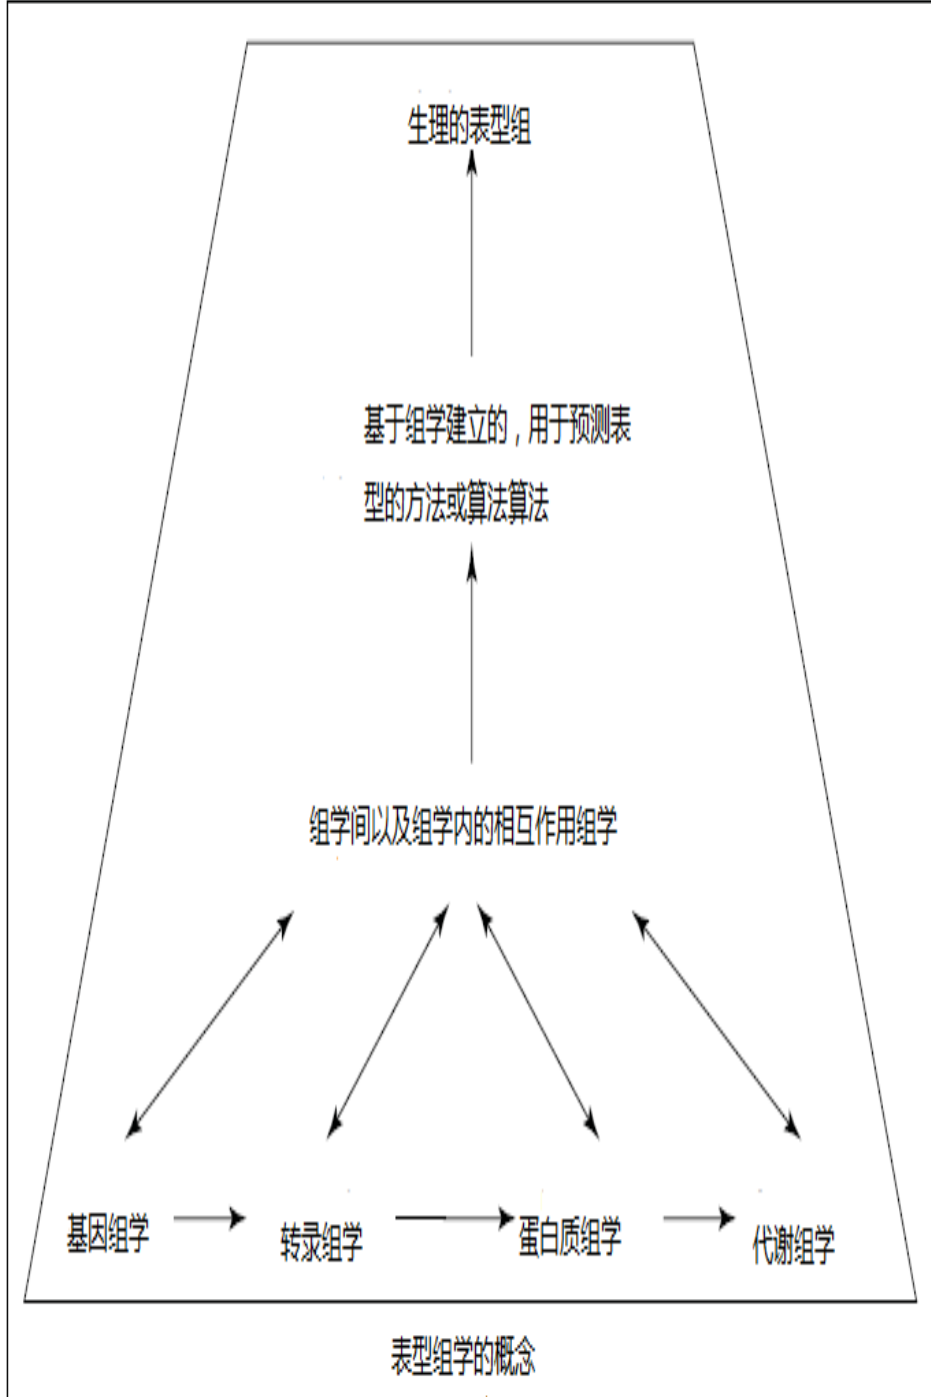 生理的表型组
基于组学建立的，用于预测表
型的方法或算法算法
组学间以及组学内的相互作用组学
基因组学
转录组学
蛋白质组学
代谢组学
表型组学的概念